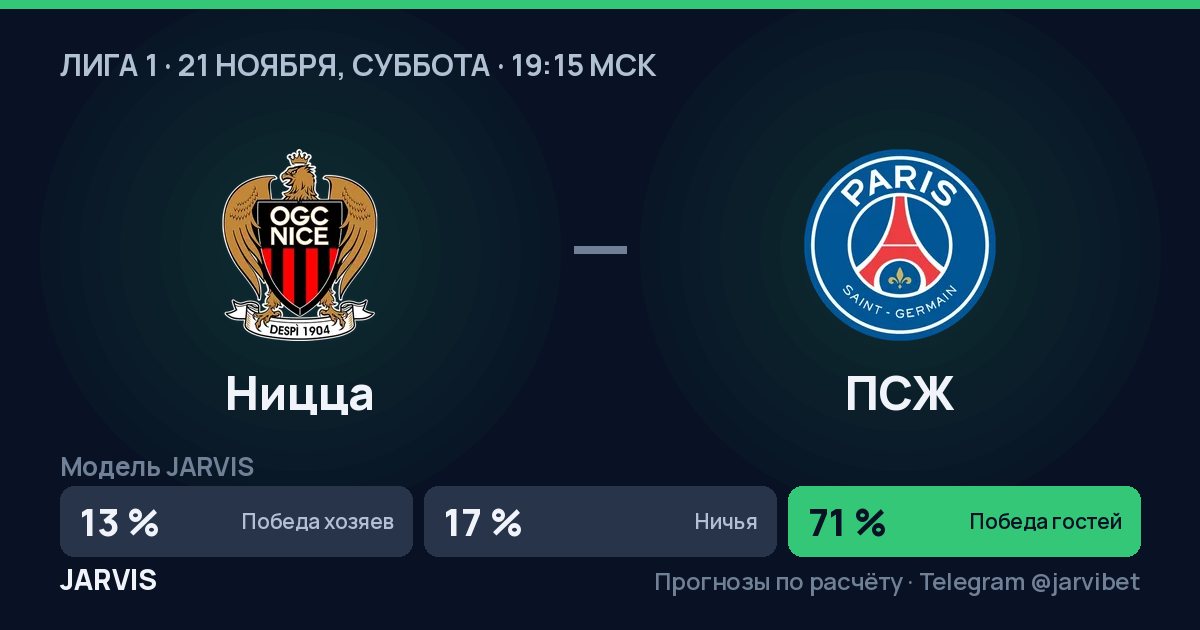 ЛИГА 1 · 21 НОЯБРЯ, СУББОТА · 19:15 МСК
OGC
NICE
DESPÍ 1904
PARIS
SAINT - GERMAIN
Ницца
ПСЖ
Модель JARVIS
13 % Победа хозяев
17 % Ничья
71 % Победа гостей
JARVIS
Прогнозы по расчёту · Telegram @jarvibet